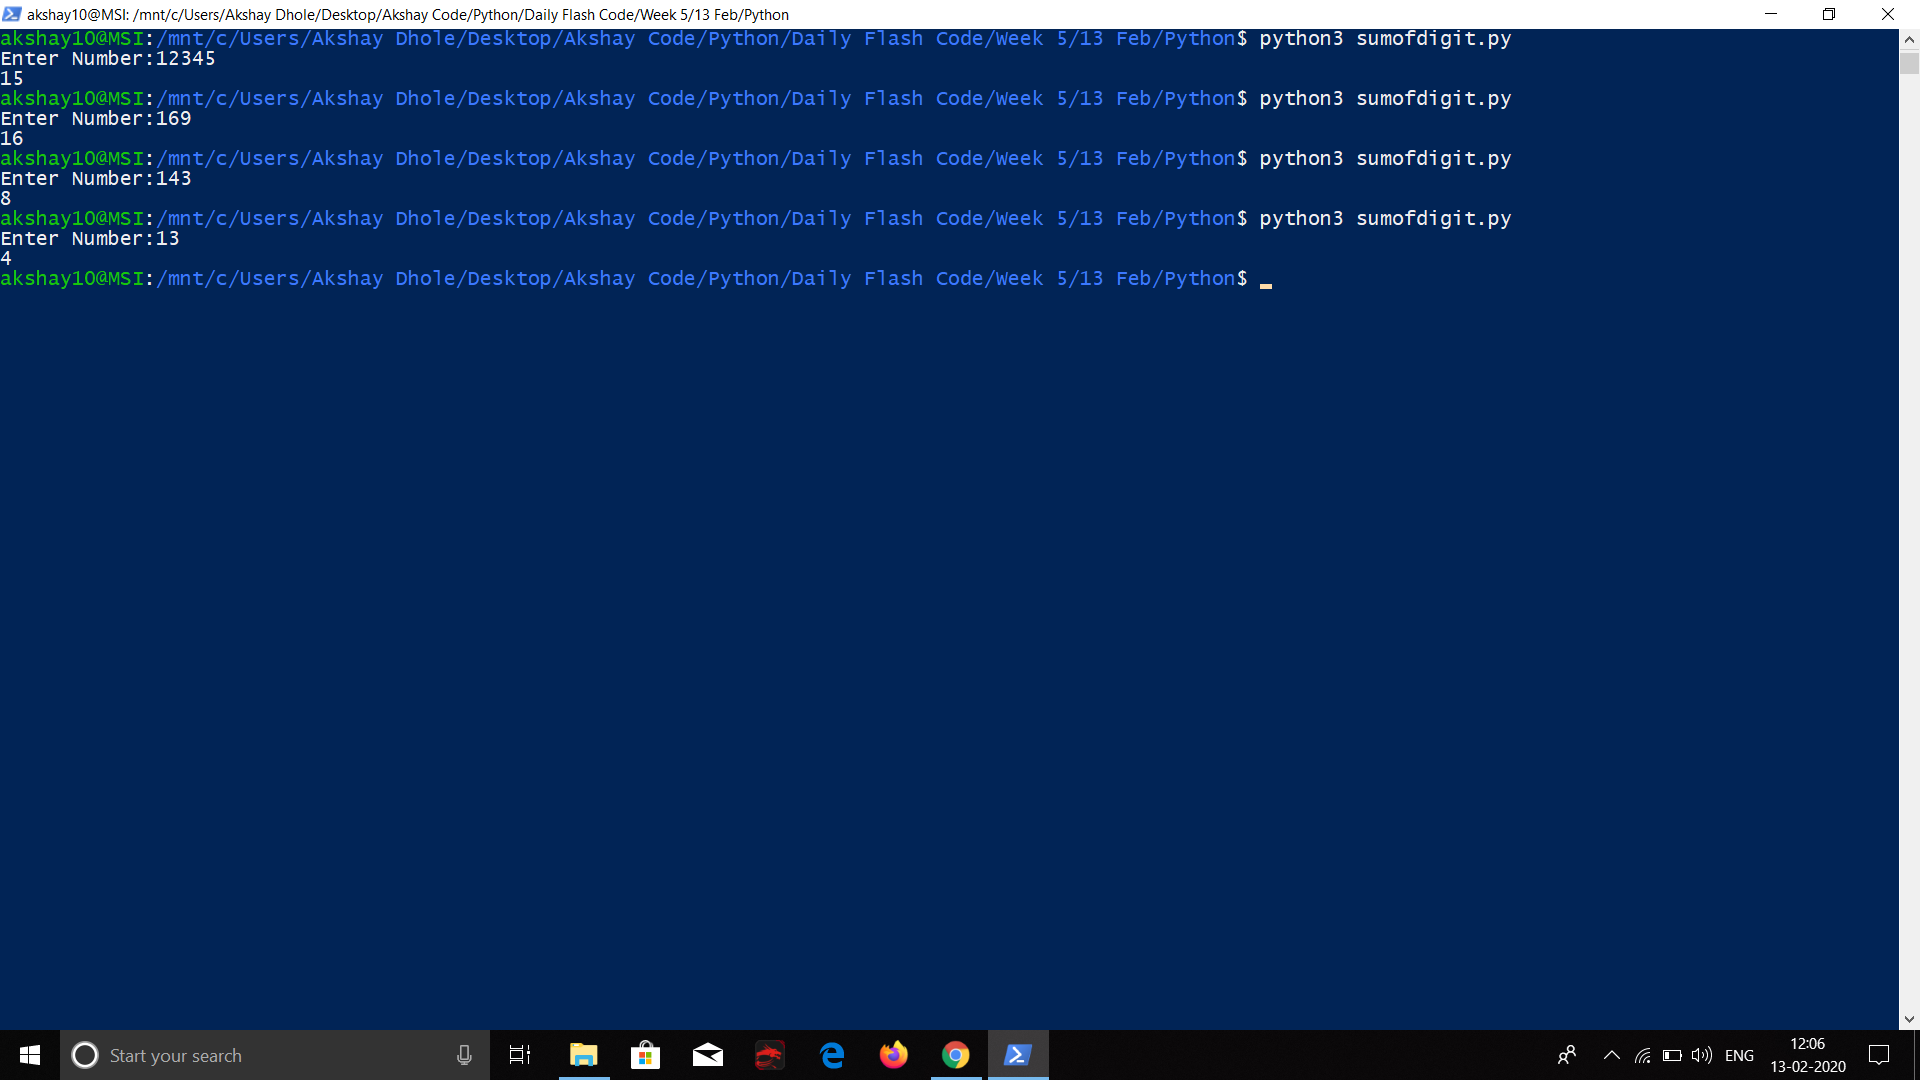 akshay10@MSI: /mnt/c/Users/Akshay Dhole/Desktop/Akshay Code/Python/Daily Flash Code/Week 5/13 Feb/Python
akshay10@MSI:/mnt/c/Users/Akshay Dhole/Desktop/Akshay Code/Python/Daily Flash Code/Week 5/13 Feb/Python$ python3 sumofdigit.py
Enter Number:12345
15
akshay10@MSI:/mnt/c/Users/Akshay Dhole/Desktop/Akshay Code/Python/Daily Flash Code/Week 5/13 Feb/Python$ python3 sumofdigit.py
Enter Number:169
16
akshay10@MSI:/mnt/c/Users/Akshay Dhole/Desktop/Akshay Code/Python/Daily Flash Code/Week 5/13 Feb/Python$ python3 sumofdigit.py
Enter Number:143
8
akshay10@MSI:/mnt/c/Users/Akshay Dhole/Desktop/Akshay Code/Python/Daily Flash Code/Week 5/13 Feb/Python$ python3 sumofdigit.py
Enter Number:13
4
akshay10@MSI:/mnt/c/Users/Akshay Dhole/Desktop/Akshay Code/Python/Daily Flash Code/Week 5/13 Feb/Python$
Start your search
ENG
12:06
13-02-2020